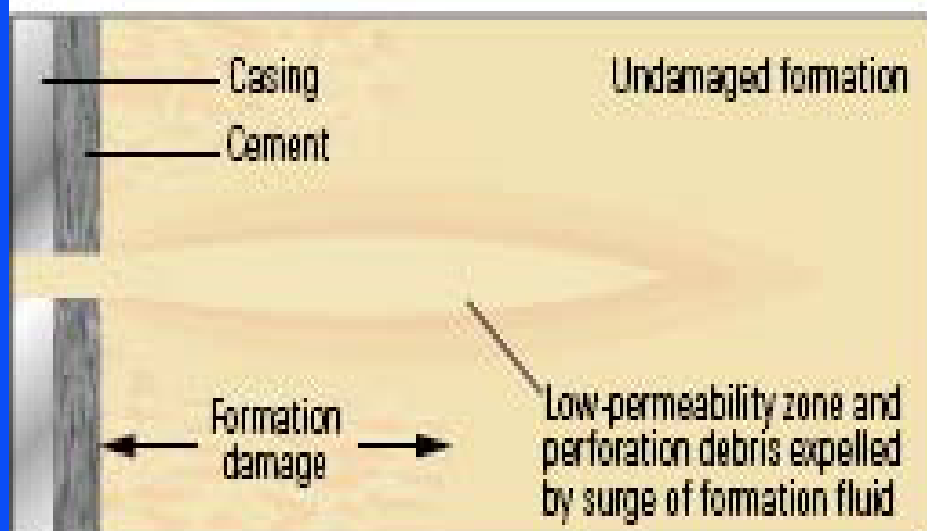 Casing
Undamaged formation
Cement
Formation
damage
Low-permeability zone and
perforation debris expelled
by surge of formation fluid